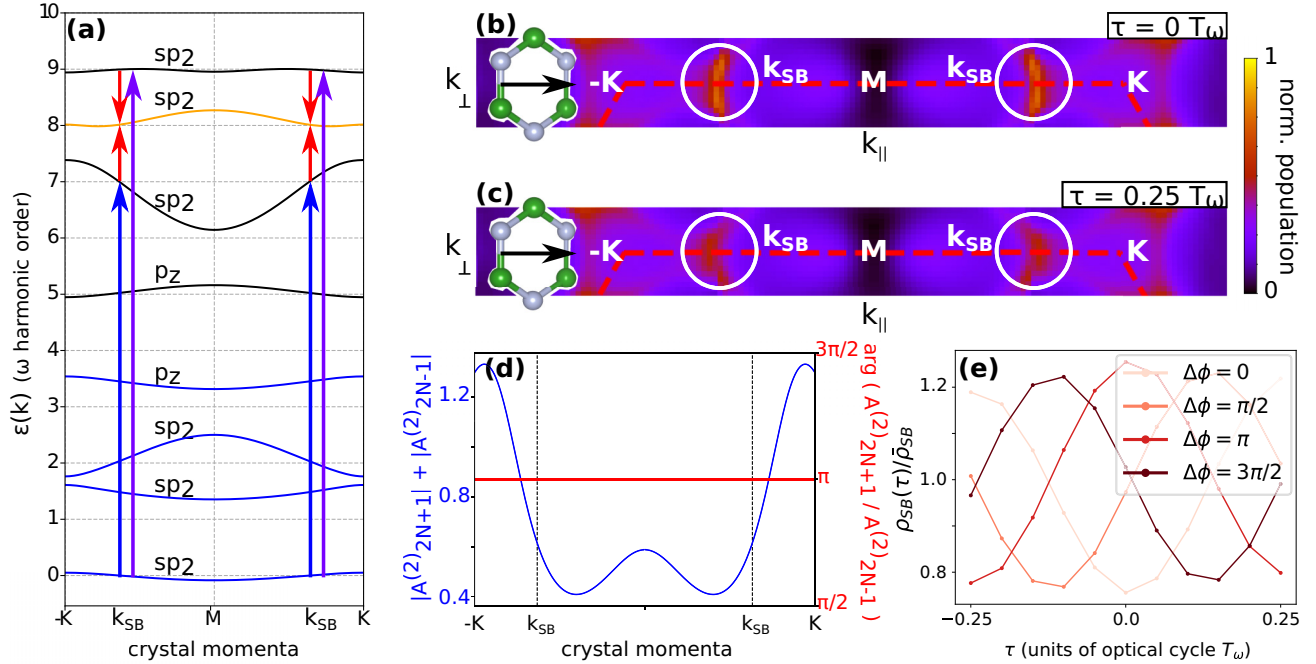 (a)
ε(k) (ω harmonic order)
10
9
8
7
6
5
4
3
2
1
0
sp2
sp2
sp2
pz
pz
sp2
sp2
sp2
-K
kSB
M
kSB
K
crystal momenta
(b)
τ = 0 Tω
k⊥
-K
kSB
M
kSB
K
k||
(c)
τ = 0.25 Tω
k⊥
-K
kSB
M
kSB
K
k||
1
norm. population
0
(d)
|A(2)2N+1| + |A(2)2N-1|
1.2
0.8
0.4
3π/2
π
π/2
arg ( A(2)2N+1 / A(2)2N-1 )
-K
kSB
kSB
K
crystal momenta
(e)
ρSB(τ)/ρ̄SB
1.2
1.0
0.8
Δϕ = 0
Δϕ = π/2
Δϕ = π
Δϕ = 3π/2
−0.25
0.0
0.25
τ (units of optical cycle Tω)